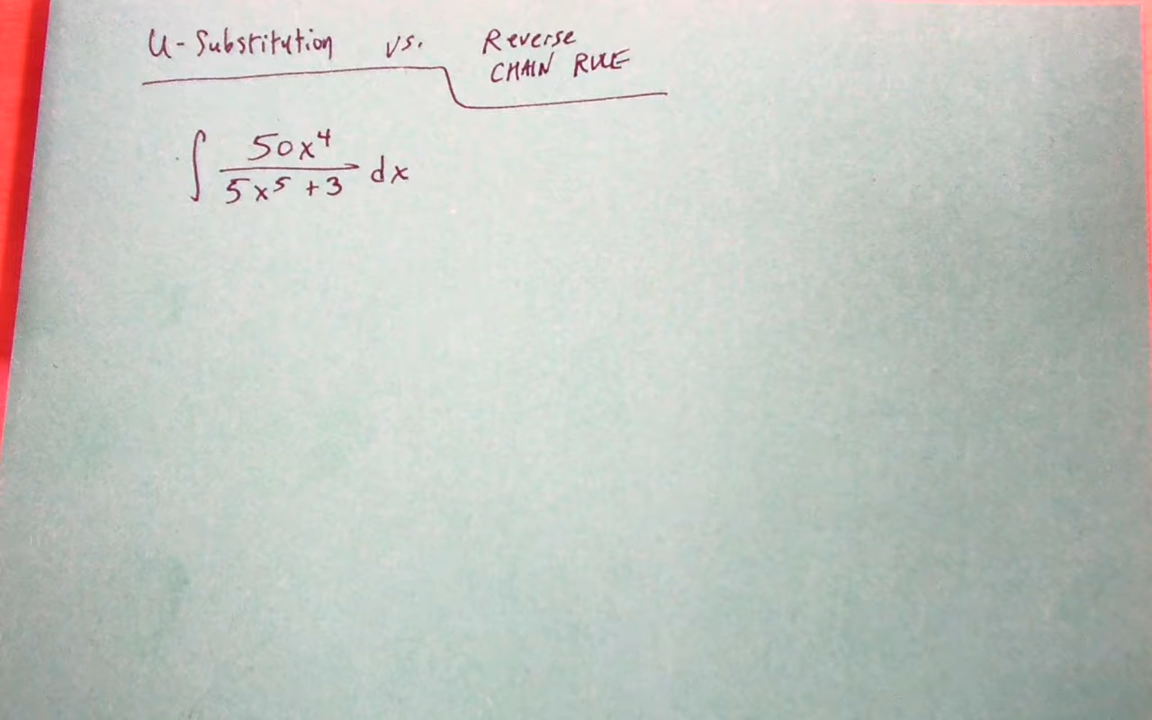 U-Substitution vs. Reverse
CHAIN RULE
∫ 50x⁴ / 5x⁵ + 3 dx